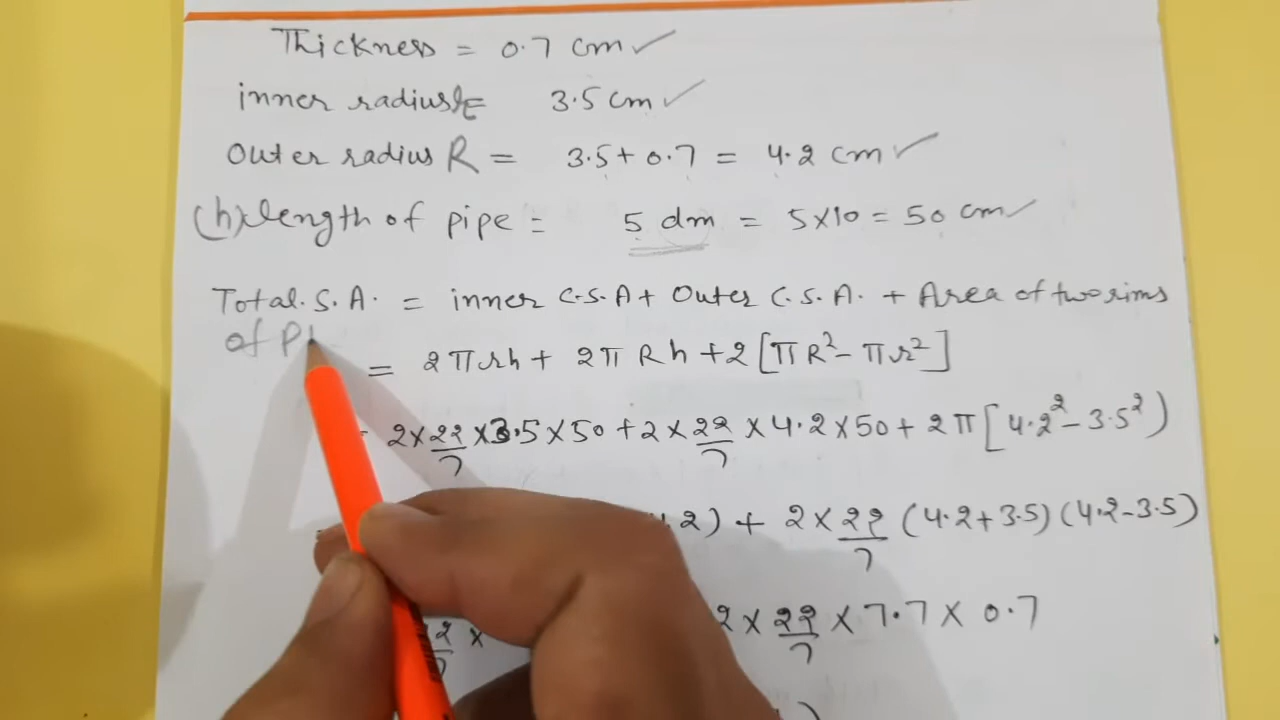 Thickness = 0.7 cm ✓
inner radius r = 3.5 cm ✓
Outer radius R = 3.5 + 0.7 = 4.2 cm ✓
(h) length of pipe = 5 dm = 5×10 = 50 cm ✓
Total. S. A. = inner C.S.A + Outer C.S.A. + Area of two rims
of P
= 2πrh + 2πRh + 2[πR² - πr²]
2×22/7 ×3.5×50 + 2×22/7 ×4.2×50 + 2π[4.2² - 3.5²)
.2) + 2×22/7 (4.2+3.5)(4.2-3.5)
2×22/7 ×7.7×0.7